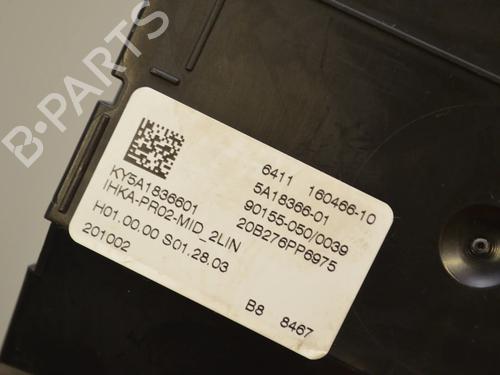 B-PARTS
6411 160466-10
KY5A1836601 5A18366-01
IHKA-PR02-MID_2LIN 90155-050/0039
H01.00.00 S01.28.03 20B276PP6975
201002
B8 8467